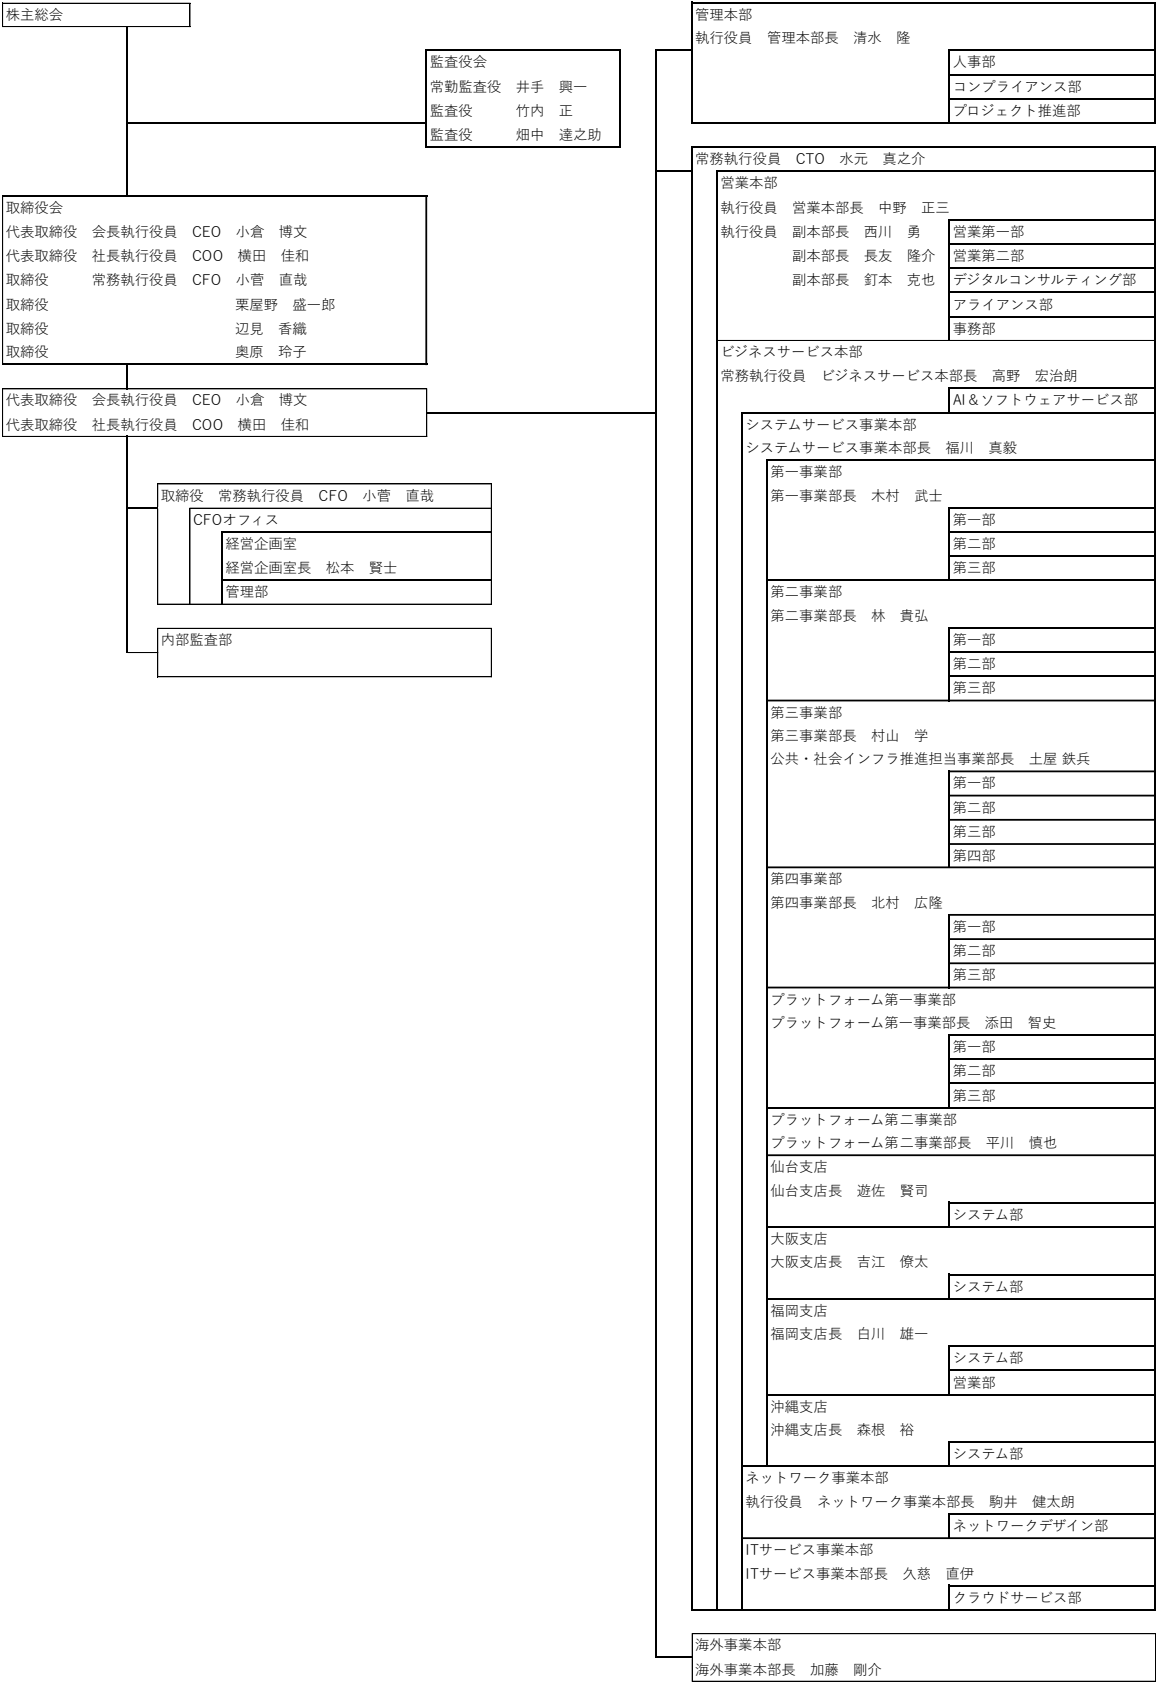 株主総会
監査役会
常勤監査役　井手　興一
監査役　　　竹内　正
監査役　　　畑中　達之助
取締役会
代表取締役　会長執行役員　CEO　小倉　博文
代表取締役　社長執行役員　COO　横田　佳和
取締役　　　常務執行役員　CFO　小菅　直哉
取締役　　　　　　　　　　　　　粟屋野　盛一郎
取締役　　　　　　　　　　　　　辺見　香織
取締役　　　　　　　　　　　　　奥原　玲子
代表取締役　会長執行役員　CEO　小倉　博文
代表取締役　社長執行役員　COO　横田　佳和
取締役　常務執行役員　CFO　小菅　直哉
CFOオフィス
経営企画室
経営企画室長　松本　賢士
管理部
内部監査部
管理本部
執行役員　管理本部長　清水　隆
人事部
コンプライアンス部
プロジェクト推進部
常務執行役員　CTO　水元　真之介
営業本部
執行役員　営業本部長　中野　正三
執行役員　副本部長　西川　勇
副本部長　長友　隆介
副本部長　釘本　克也
営業第一部
営業第二部
デジタルコンサルティング部
アライアンス部
事務部
ビジネスサービス本部
常務執行役員　ビジネスサービス本部長　高野　宏治朗
AI＆ソフトウェアサービス部
システムサービス事業本部
システムサービス事業本部長　福川　真毅
第一事業部
第一事業部長　木村　武士
第一部
第二部
第三部
第二事業部
第二事業部長　林　貴弘
第一部
第二部
第三部
第三事業部
第三事業部長　村山　学
公共・社会インフラ推進担当事業部長　土屋 鉄兵
第一部
第二部
第三部
第四部
第四事業部
第四事業部長　北村　広隆
第一部
第二部
第三部
プラットフォーム第一事業部
プラットフォーム第一事業部長　添田　智史
第一部
第二部
第三部
プラットフォーム第二事業部
プラットフォーム第二事業部長　平川　慎也
仙台支店
仙台支店長　遊佐　賢司
システム部
大阪支店
大阪支店長　吉江　僚太
システム部
福岡支店
福岡支店長　白川　雄一
システム部
営業部
沖縄支店
沖縄支店長　森根　裕
システム部
ネットワーク事業本部
執行役員　ネットワーク事業本部長　駒井　健太朗
ネットワークデザイン部
ITサービス事業本部
ITサービス事業本部長　久慈　直伊
クラウドサービス部
海外事業本部
海外事業本部長　加藤　剛介